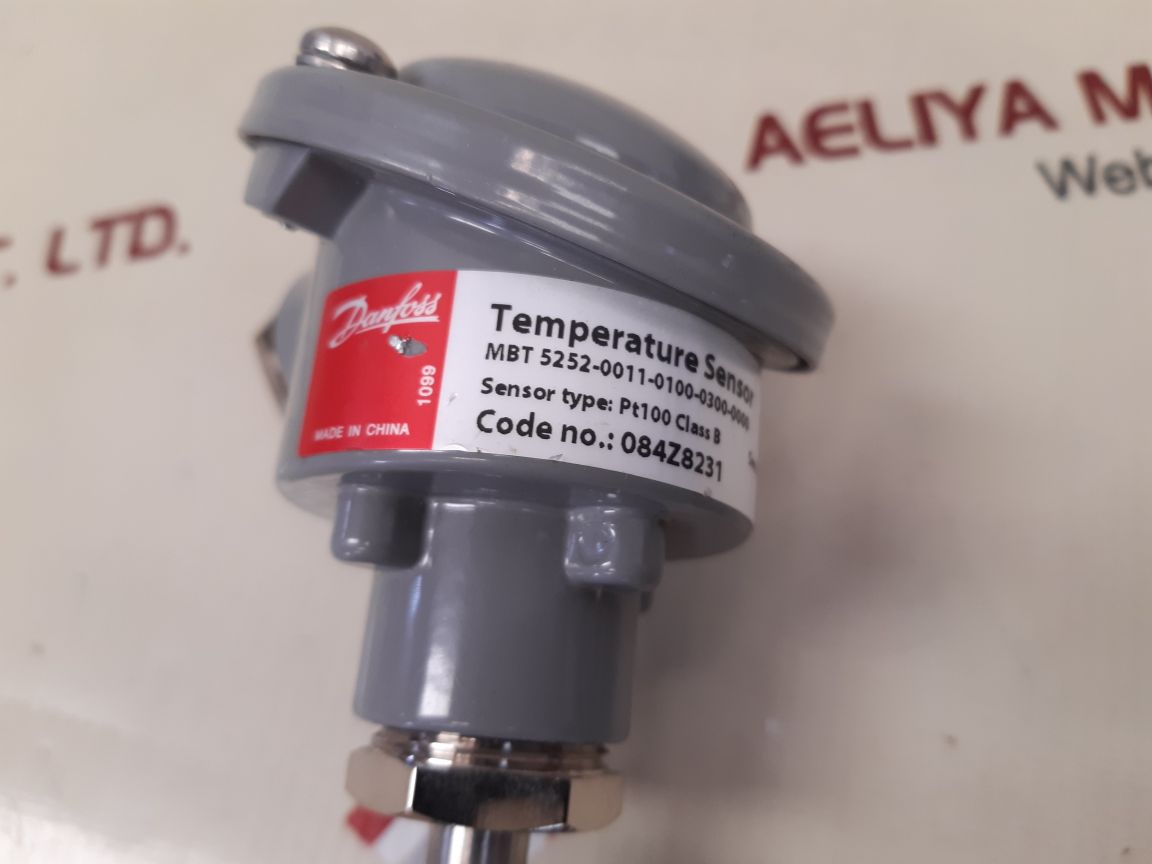 AELIYA M
Web
, LTD.
Danfoss
1099
MADE IN CHINA
Temperature Sensor
MBT 5252-0011-0100-0300-0000
Sensor type: Pt100 Class B
Code no.: 084Z8231